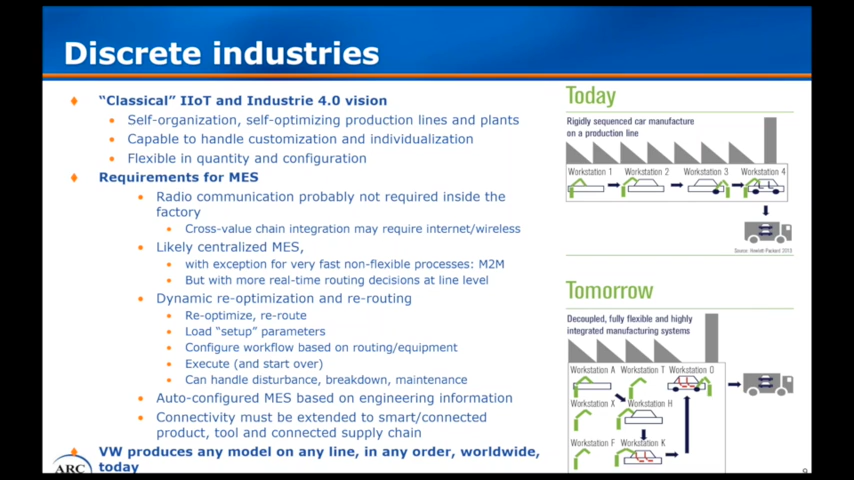 Discrete industries
“Classical” IIoT and Industrie 4.0 vision
Self-organization, self-optimizing production lines and plants
Capable to handle customization and individualization
Flexible in quantity and configuration
Requirements for MES
Radio communication probably not required inside the
factory
Cross-value chain integration may require internet/wireless
Likely centralized MES,
with exception for very fast non-flexible processes: M2M
But with more real-time routing decisions at line level
Dynamic re-optimization and re-routing
Re-optimize, re-route
Load “setup” parameters
Configure workflow based on routing/equipment
Execute (and start over)
Can handle disturbance, breakdown, maintenance
Auto-configured MES based on engineering information
Connectivity must be extended to smart/connected
product, tool and connected supply chain
VW produces any model on any line, in any order, worldwide,
today
ARC
Today
Rigidly sequenced car manufacture
on a production line
Workstation 1 Workstation 2 Workstation 3 Workstation 4
Source: Hewlett-Packard 2013
Tomorrow
Decoupled, fully flexible and highly
integrated manufacturing systems
Workstation A Workstation T Workstation O
Workstation X Workstation H
Workstation F Workstation K
9